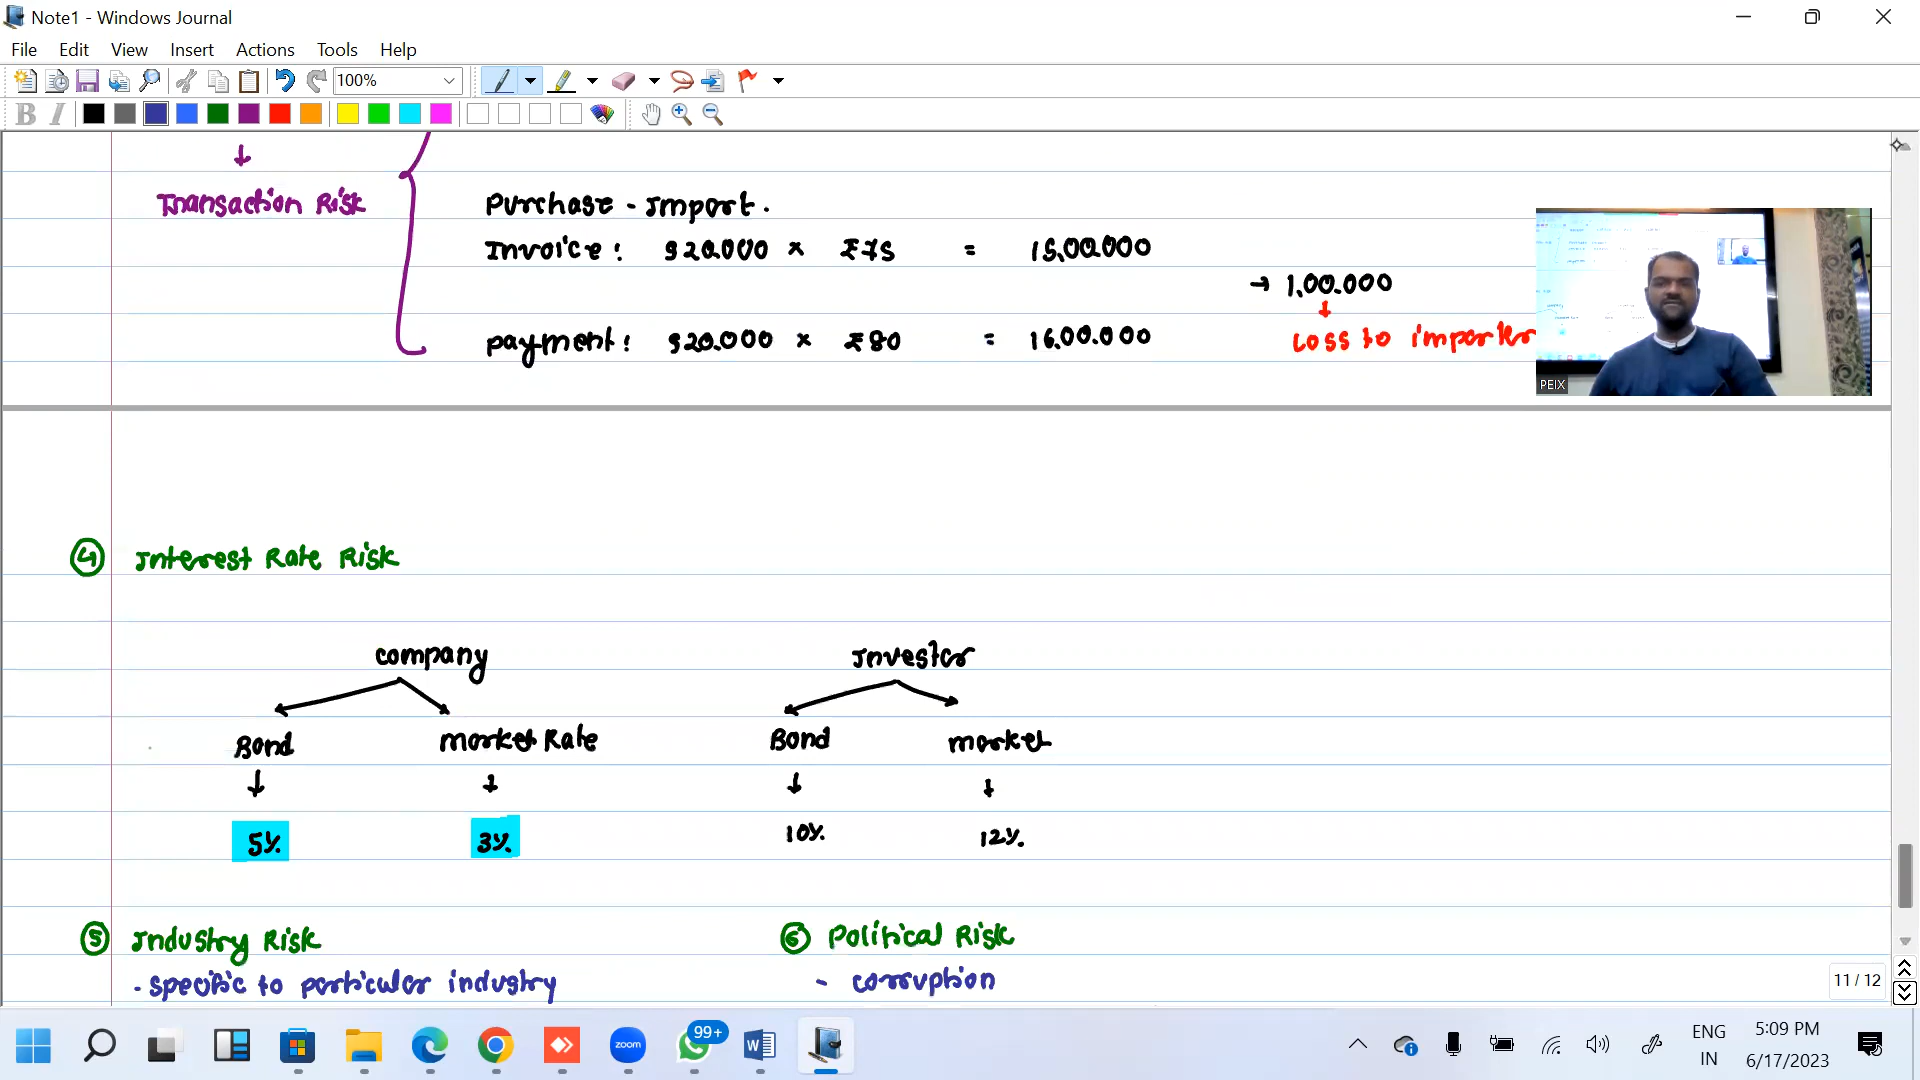 Note1 - Windows Journal
File Edit View Insert Actions Tools Help
100%
B I
Transaction Risk
Purchase - Import.
Invoice: $20,000 × ₹75 = 15,00,000
→ 1,00,000
Payment: $20,000 × ₹80 = 16,00,000
Loss to importer
PEIX
④ Interest Rate Risk
Company Investor
Bond Market Rate Bond Market
5% 3% 10% 12%
⑤ Industry Risk ⑥ Political Risk
- specific to particular industry - corruption
11 / 12
99+
zoom
ENG
IN
5:09 PM
6/17/2023